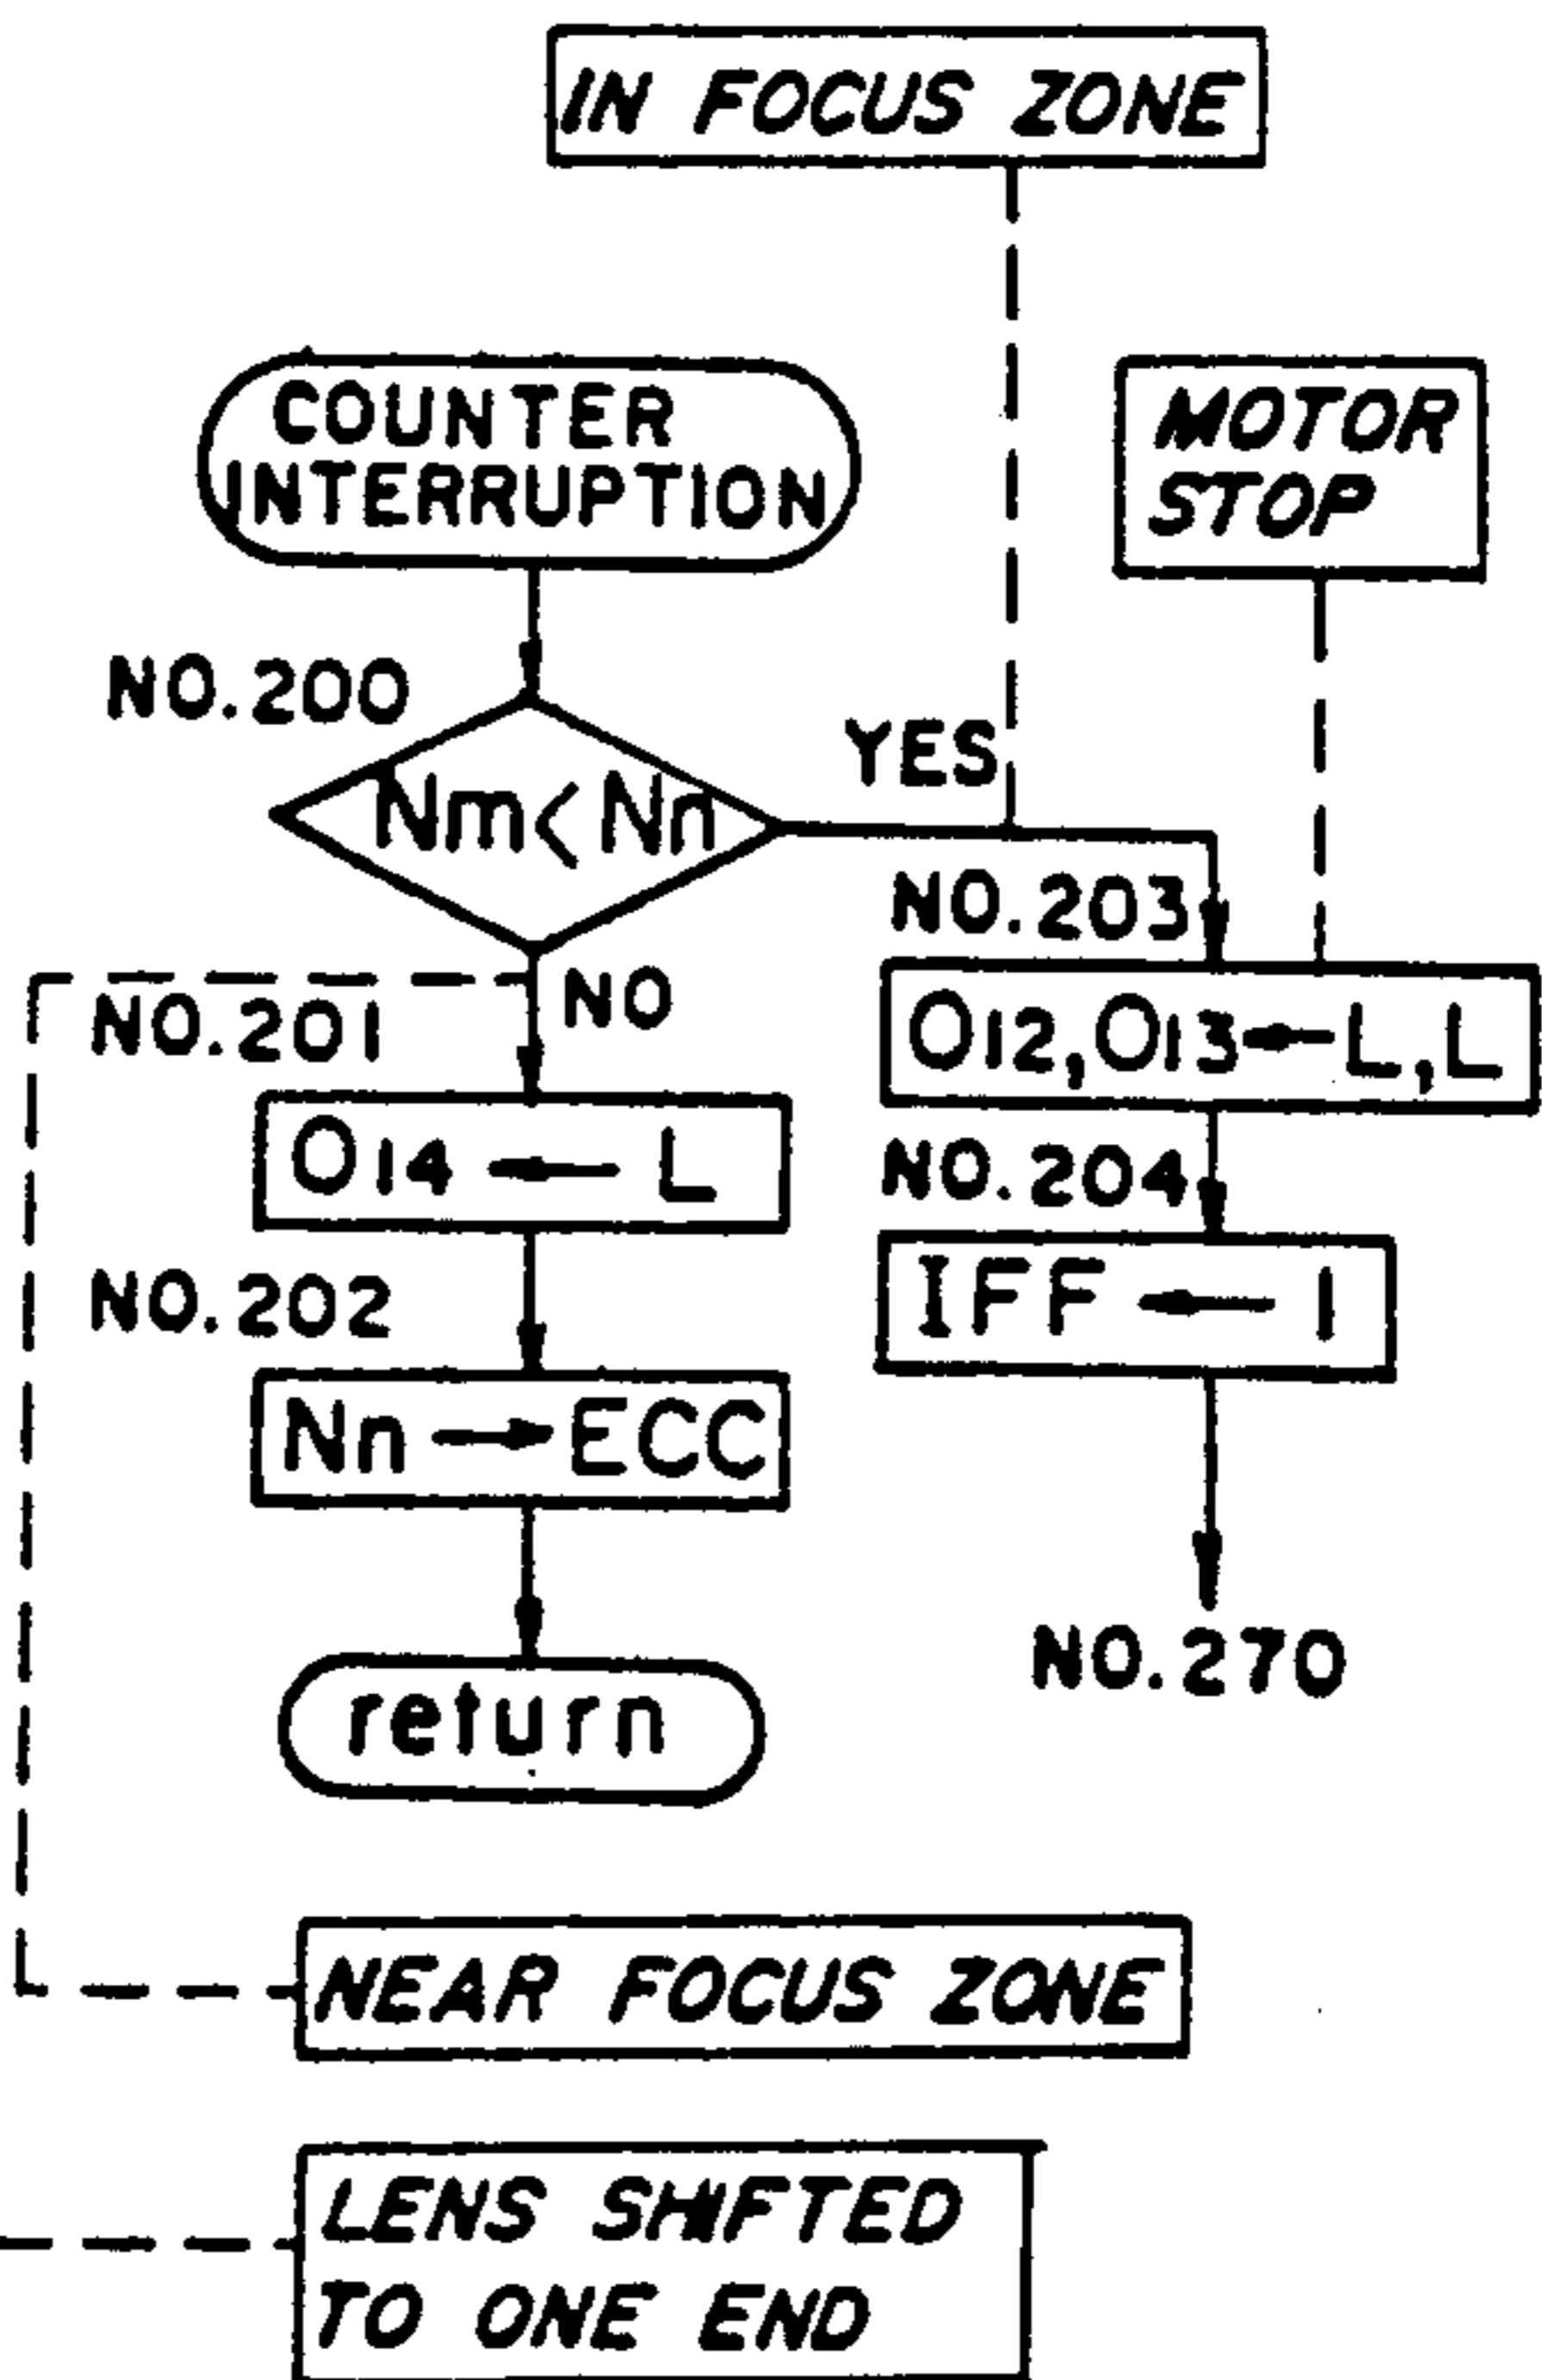 IN FOCUS ZONE
COUNTER
INTERRUPTION
MOTOR
STOP
NO.200
Nm<Nn
YES
NO.203
NO
O12,O13←L,L
NO.201
O14 ← L
NO.204
IFF ← 1
NO.202
Nn→ECC
NO.270
return
NEAR FOCUS ZONE
LENS SHIFTED
TO ONE END